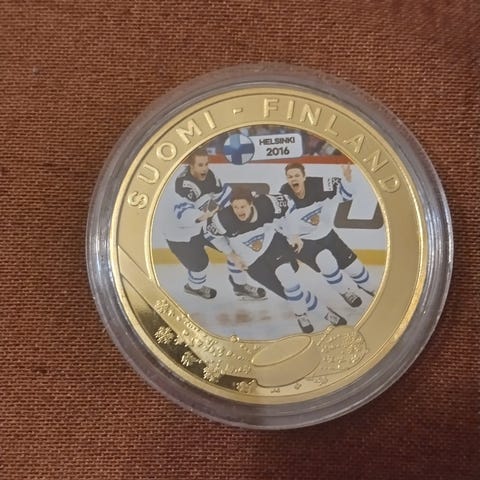 SUOMI - FINLAND
HELSINKI
2016